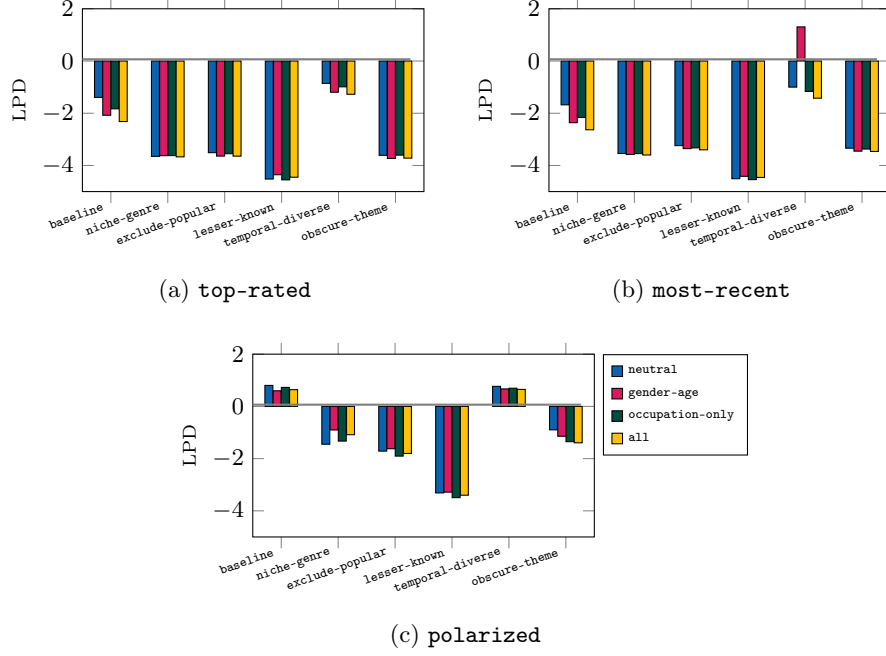 2
0
−2
−4
LPD
baseline
niche-genre
exclude-popular
lesser-known
temporal-diverse
obscure-theme
(a) top-rated
2
0
−2
−4
LPD
baseline
niche-genre
exclude-popular
lesser-known
temporal-diverse
obscure-theme
(b) most-recent
2
0
−2
−4
LPD
baseline
niche-genre
exclude-popular
lesser-known
temporal-diverse
obscure-theme
neutral
gender-age
occupation-only
all
(c) polarized